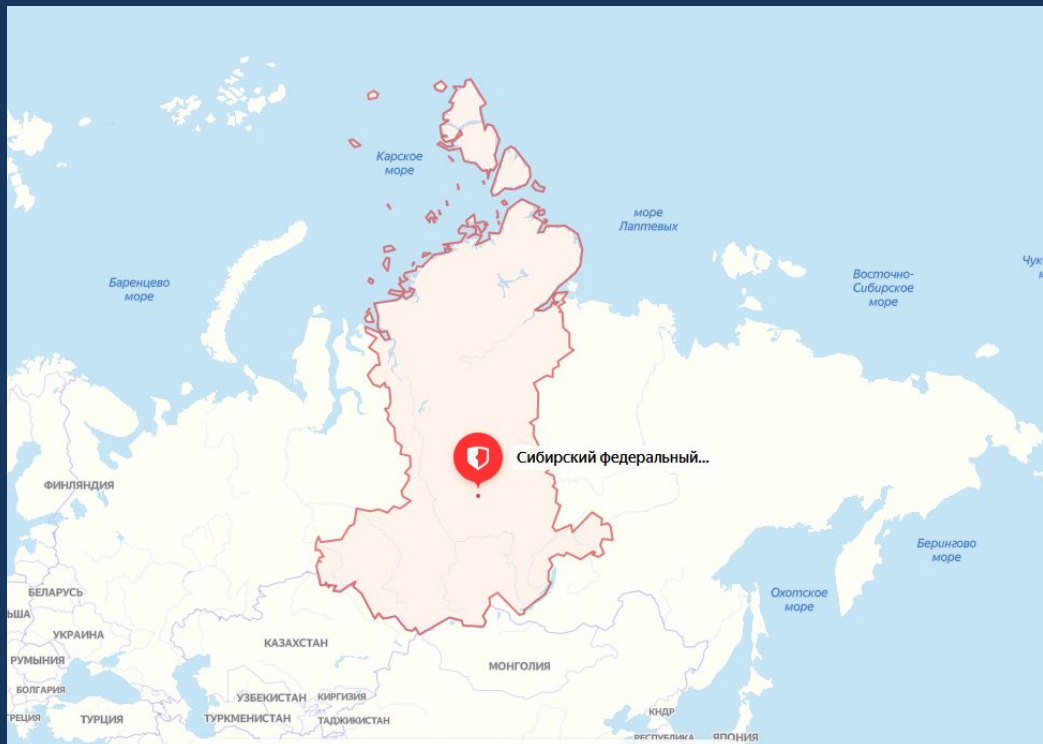 Карское
море
море
Лаптевых
Баренцево
море
Восточно-
Сибирское
море
Сибирский федеральный...
ФИНЛЯНДИЯ
Берингово
море
Охотское
море
БЕЛАРУСЬ
УКРАИНА
КАЗАХСТАН
РУМЫНИЯ
МОНГОЛИЯ
БОЛГАРИЯ
УЗБЕКИСТАН
КИРГИЗИЯ
ТУРЦИЯ
ТУРКМЕНИСТАН
ТАДЖИКИСТАН
КНДР
РЕСПУБЛИКА
ЯПОНИЯ